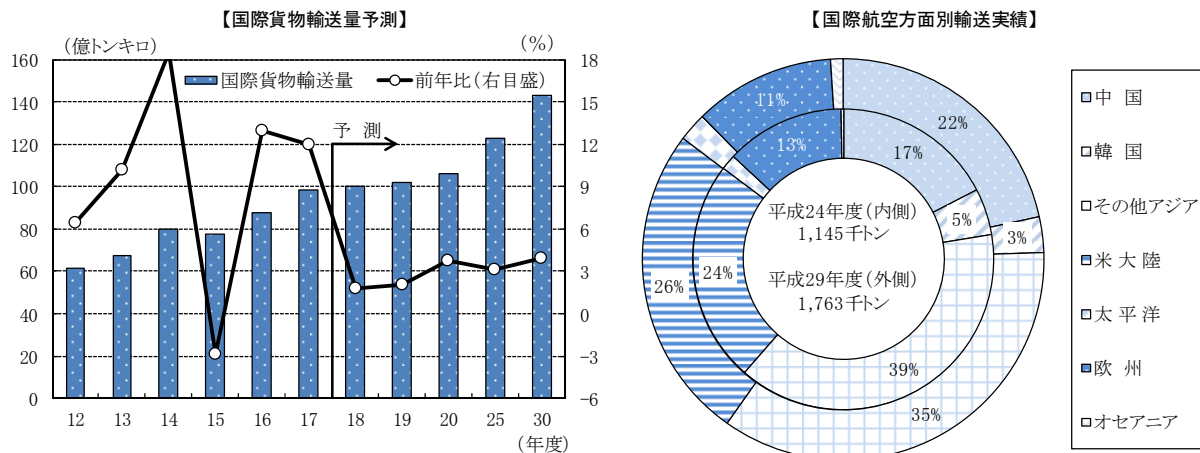 【国際貨物輸送量予測】
(億トンキロ)
(%)
国際貨物輸送量
前年比(右目盛)
予 測
160
140
120
100
80
60
40
20
0
18
15
12
9
6
3
0
-3
-6
12 13 14 15 16 17 18 19 20 25 30
(年度)
【国際航空方面別輸送実績】
22%
17%
5%
3%
39%
35%
24%
26%
13%
11%
平成24年度(内側)
1,145千トン
平成29年度(外側)
1,763千トン
中 国
韓 国
その他アジア
米 大 陸
太 平 洋
欧 州
オセアニア